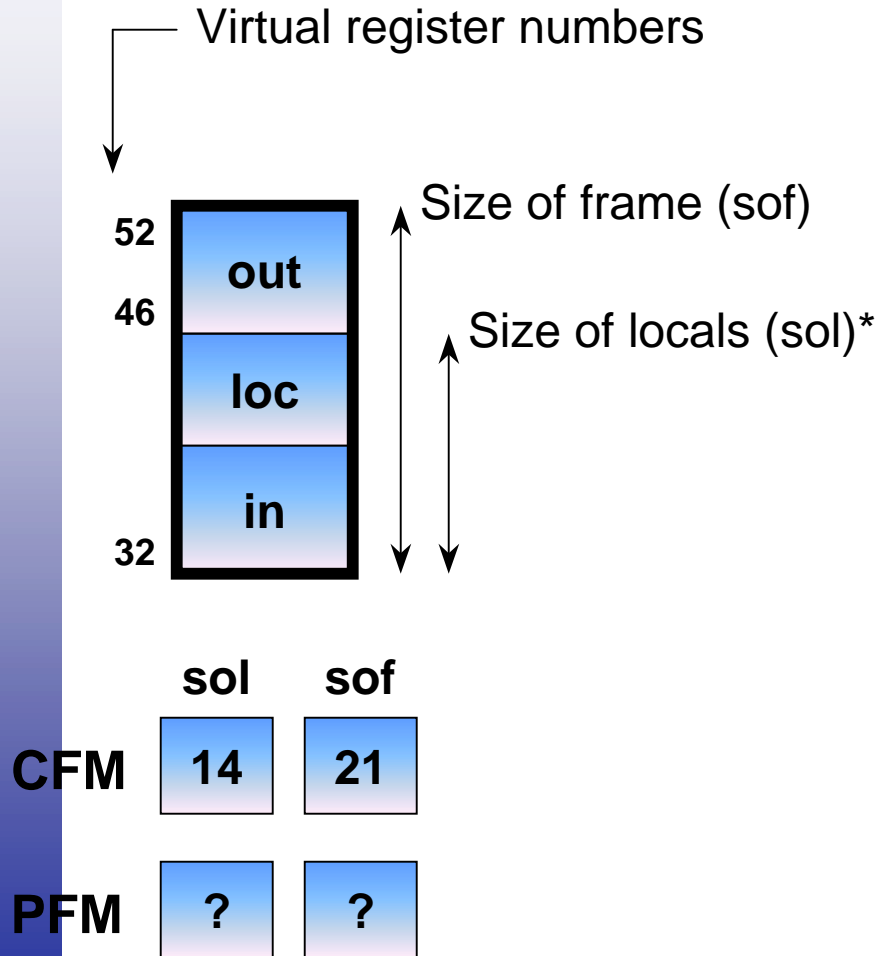 Virtual register numbers
Size of frame (sof)
52
out
46
Size of locals (sol)*
loc
in
32
sol sof
CFM 14 21
PFM ? ?